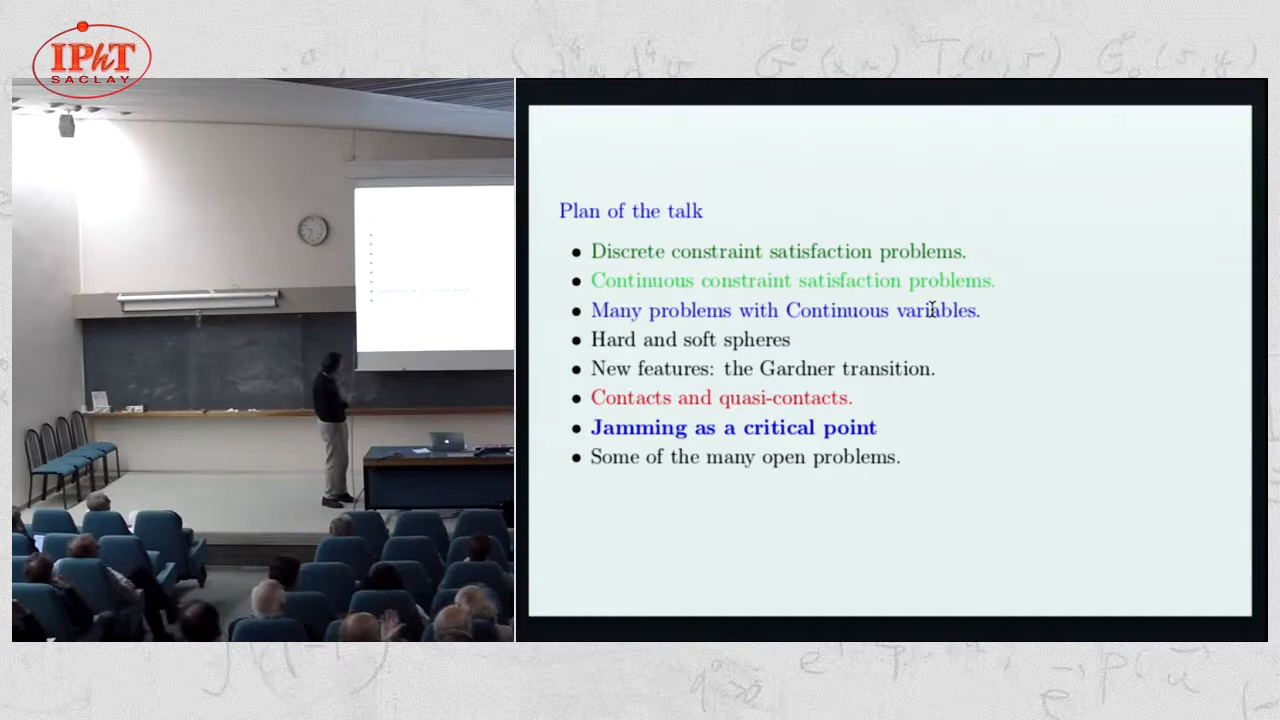 IPhT
SACLAY
Plan of the talk
• Discrete constraint satisfaction problems.
• Continuous constraint satisfaction problems.
• Many problems with Continuous variables.
• Hard and soft spheres
• New features: the Gardner transition.
• Contacts and quasi-contacts.
• Jamming as a critical point
• Some of the many open problems.